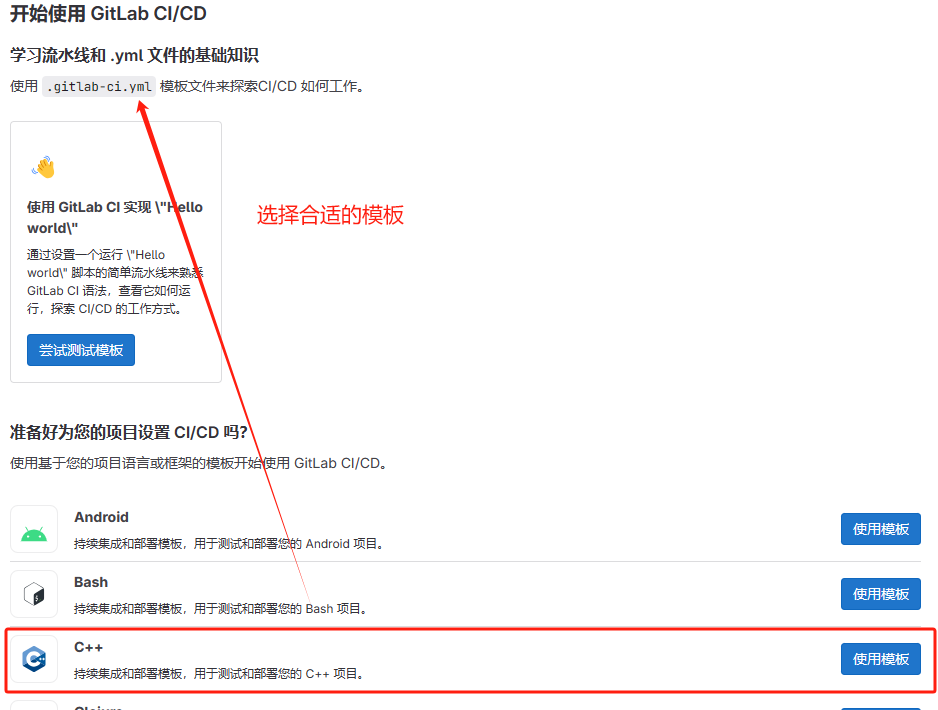 开始使用 GitLab CI/CD
学习流水线和 .yml 文件的基础知识
使用 .gitlab-ci.yml 模板文件来探索CI/CD 如何工作。
使用 GitLab CI 实现 \"Hello
world\"
通过设置一个运行 \"Hello
world\" 脚本的简单流水线来熟悉
GitLab CI 语法，查看它如何运
行，探索 CI/CD 的工作方式。
尝试测试模板
选择合适的模板
准备好为您的项目设置 CI/CD 吗?
使用基于您的项目语言或框架的模板开始使用 GitLab CI/CD。
Android
持续集成和部署模板，用于测试和部署您的 Android 项目。
使用模板
Bash
持续集成和部署模板，用于测试和部署您的 Bash 项目。
使用模板
C++
持续集成和部署模板，用于测试和部署您的 C++ 项目。
使用模板